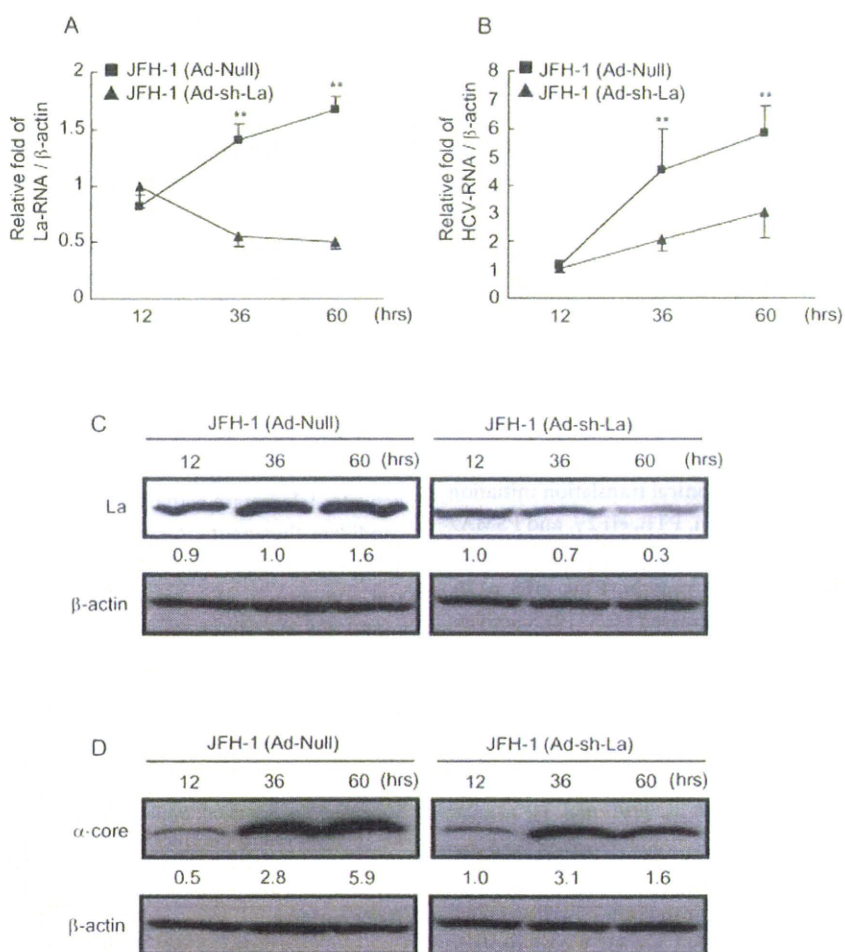 A
JFH-1 (Ad-Null)
JFH-1 (Ad-sh-La)
Relative fold of
La-RNA / β-actin
2
1.5
1
0.5
0
**
**
12 36 60 (hrs)
B
JFH-1 (Ad-Null)
JFH-1 (Ad-sh-La)
Relative fold of
HCV-RNA / β-actin
8
7
6
5
4
3
2
1
0
**
**
12 36 60 (hrs)
C
JFH-1 (Ad-Null) JFH-1 (Ad-sh-La)
12 36 60 (hrs) 12 36 60 (hrs)
La
0.9 1.0 1.6 1.0 0.7 0.3
β-actin
D
JFH-1 (Ad-Null) JFH-1 (Ad-sh-La)
12 36 60 (hrs) 12 36 60 (hrs)
α-core
0.5 2.8 5.9 1.0 3.1 1.6
β-actin